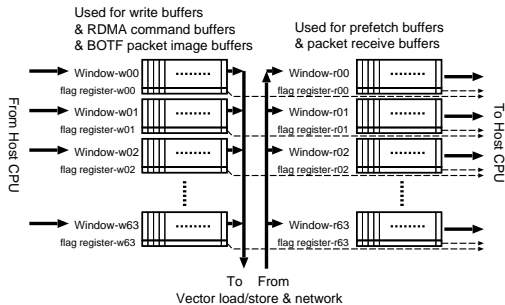 Used for write buffers
& RDMA command buffers
& BOTF packet image buffers
Used for prefetch buffers
& packet receive buffers
From Host CPU
To Host CPU
Window-w00
flag register-w00
Window-r00
flag register-r00
Window-w01
flag register-w01
Window-r01
flag register-r01
Window-w02
flag register-w02
Window-r02
flag register-r02
Window-w63
flag register-w63
Window-r63
flag register-r63
To From
Vector load/store & network